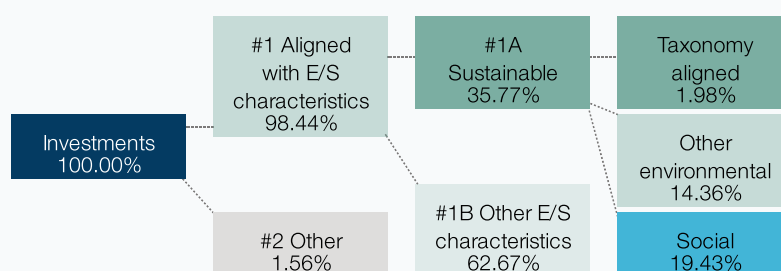 Investments
100.00%
#1 Aligned
with E/S
characteristics
98.44%
#2 Other
1.56%
#1A
Sustainable
35.77%
#1B Other E/S
characteristics
62.67%
Taxonomy
aligned
1.98%
Other
environmental
14.36%
Social
19.43%